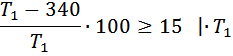 (T₁ − 340)/T₁ · 100 ≥ 15 | · T₁